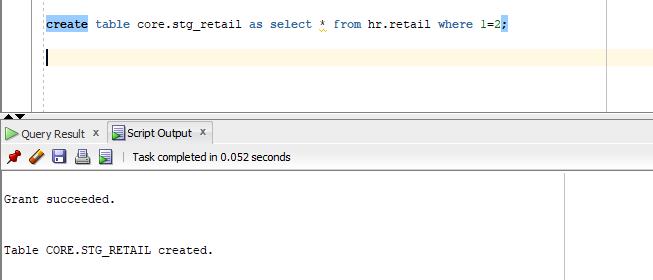 create table core.stg_retail as select * from hr.retail where 1=2;
Query Result x Script Output x
Task completed in 0.052 seconds
Grant succeeded.
Table CORE.STG_RETAIL created.